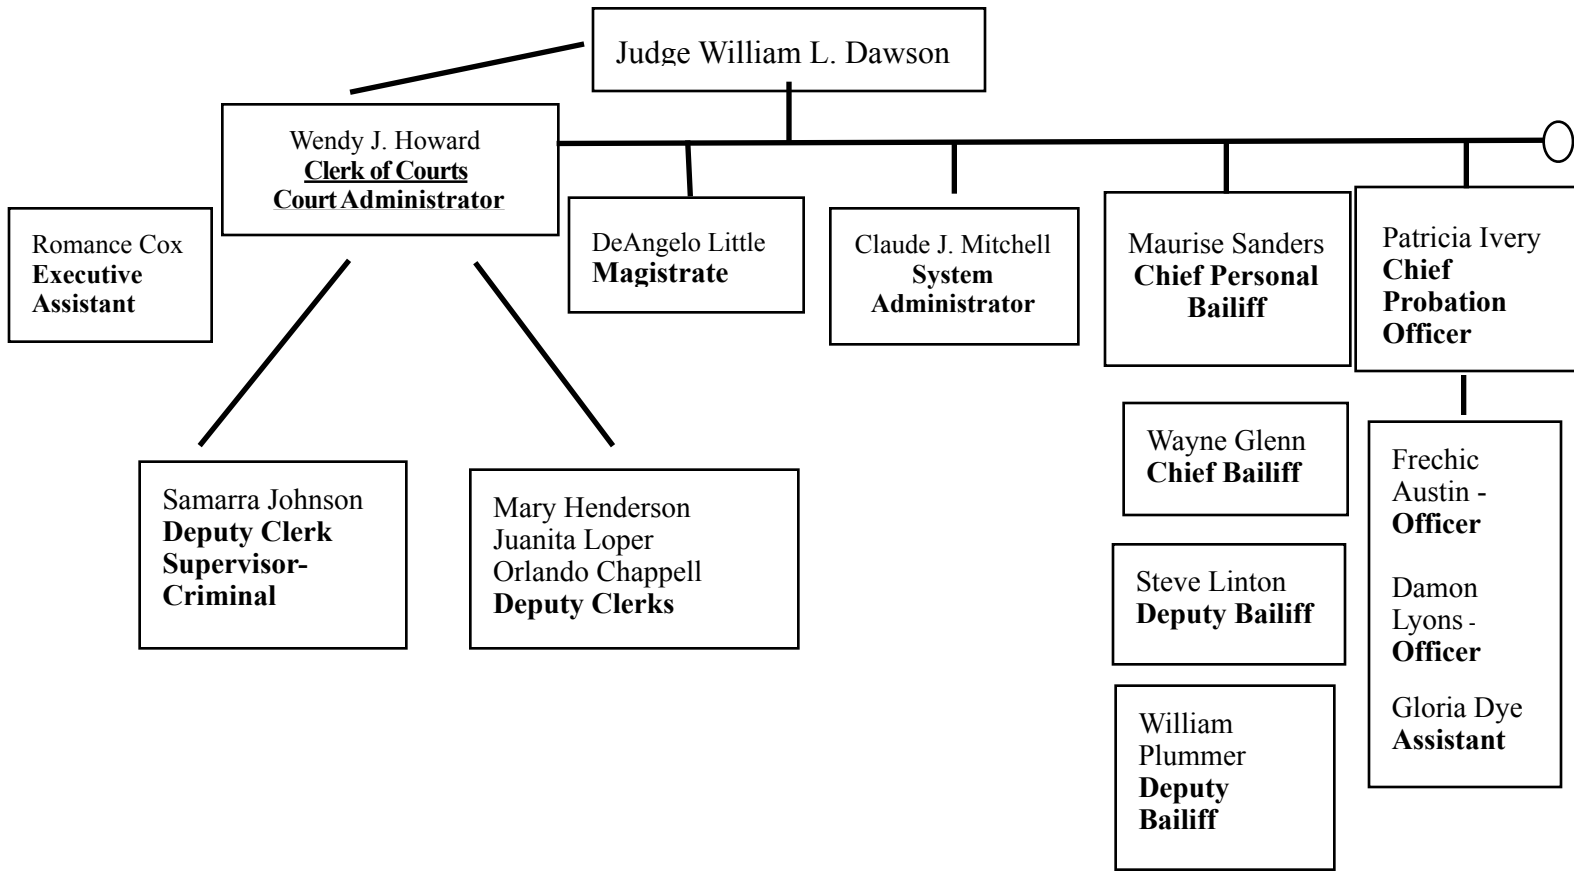 Judge William L. Dawson
Wendy J. Howard
Clerk of Courts
Court Administrator
Romance Cox
Executive
Assistant
DeAngelo Little
Magistrate
Claude J. Mitchell
System
Administrator
Maurise Sanders
Chief Personal
Bailiff
Patricia Ivery
Chief
Probation
Officer
Samarra Johnson
Deputy Clerk
Supervisor-
Criminal
Mary Henderson
Juanita Loper
Orlando Chappell
Deputy Clerks
Wayne Glenn
Chief Bailiff
Steve Linton
Deputy Bailiff
William
Plummer
Deputy
Bailiff
Frechic
Austin -
Officer
Damon
Lyons -
Officer
Gloria Dye
Assistant